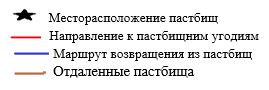 Месторасположение пастбищ
Направление к пастбищным угодиям
Маршрут возвращения из пастбищ
Отдаленные пастбища